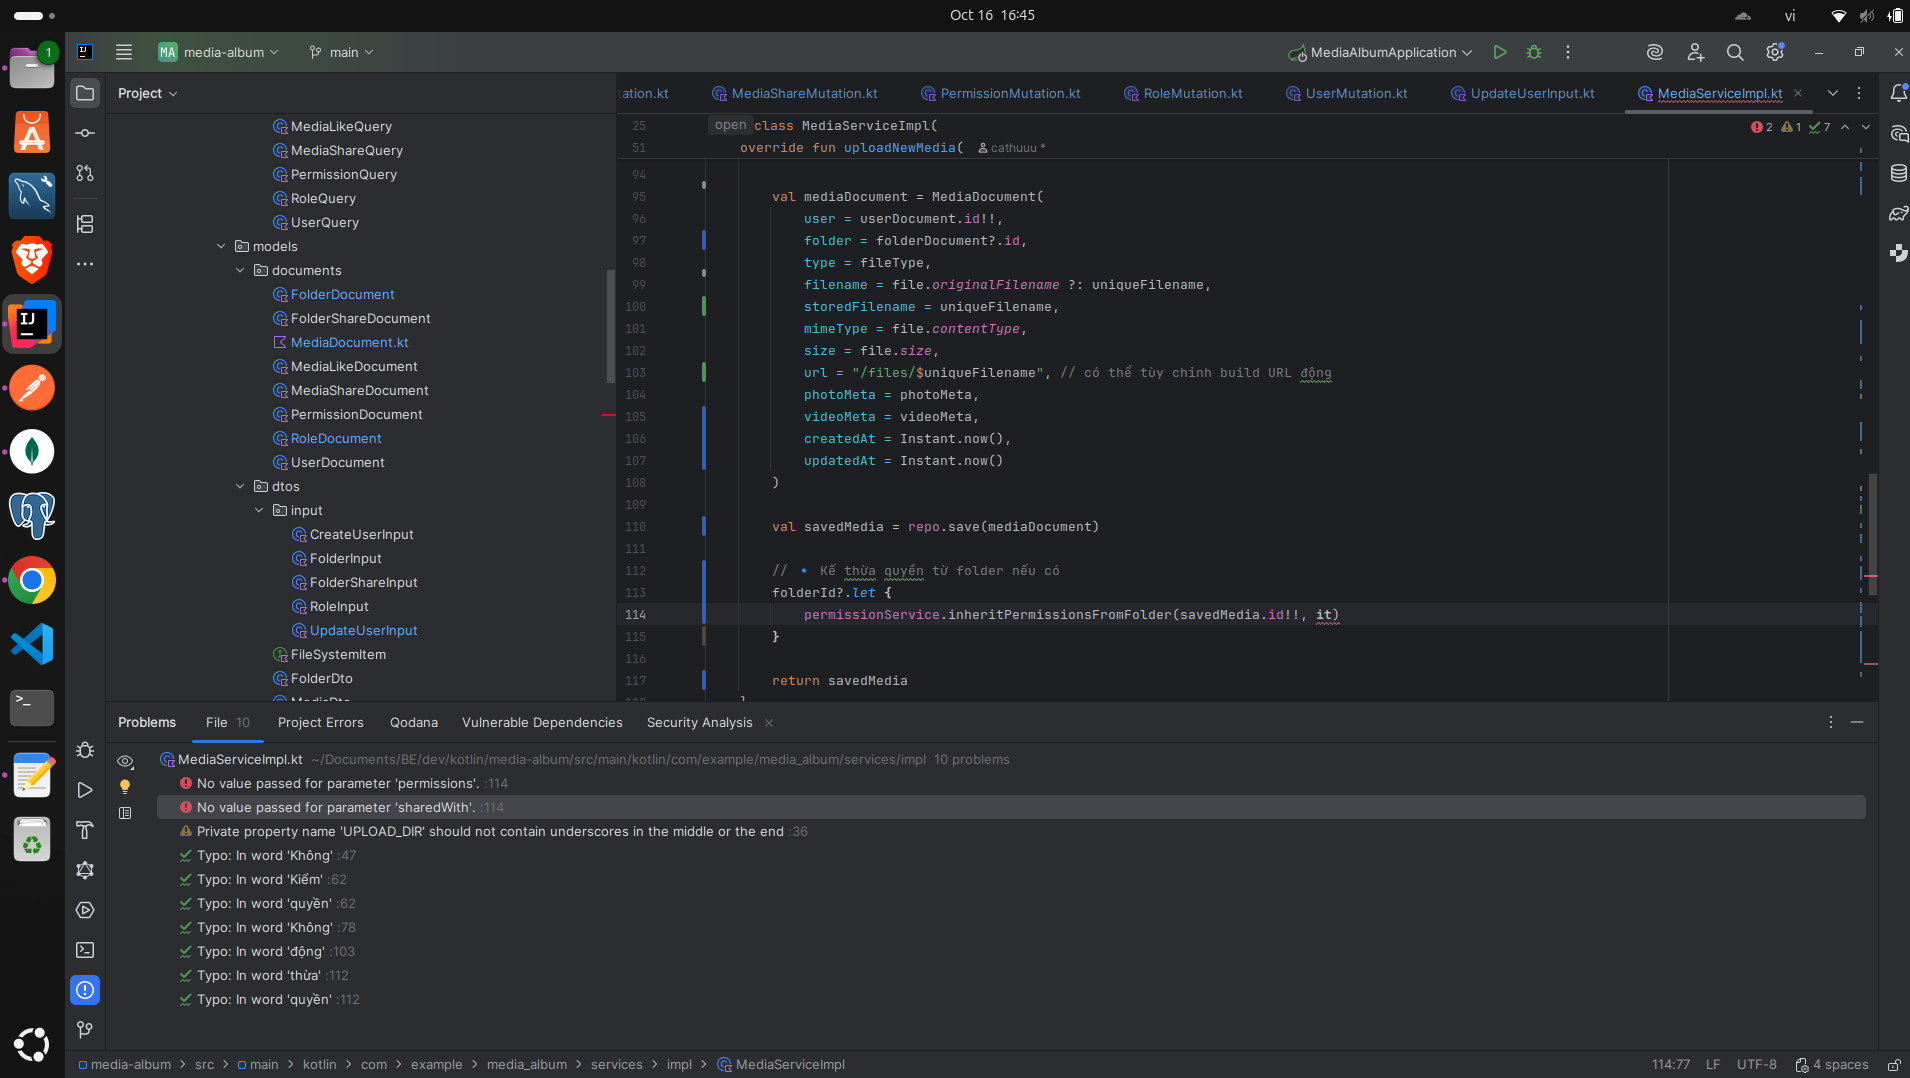 Oct 16 16:45
vi
1
MA media-album
main
MediaAlbumApplication
Project
tation.kt
MediaShareMutation.kt
PermissionMutation.kt
RoleMutation.kt
UserMutation.kt
UpdateUserInput.kt
MediaServiceImpl.kt
MediaLikeQuery
MediaShareQuery
PermissionQuery
RoleQuery
UserQuery
models
documents
FolderDocument
FolderShareDocument
MediaDocument.kt
MediaLikeDocument
MediaShareDocument
PermissionDocument
RoleDocument
UserDocument
dtos
input
CreateUserInput
FolderInput
FolderShareInput
RoleInput
UpdateUserInput
FileSystemItem
FolderDto
MediaDto
25 open class MediaServiceImpl(
2 1 7
51 override fun uploadNewMedia( cathuuu *
94
95 val mediaDocument = MediaDocument(
96 user = userDocument.id!!,
97 folder = folderDocument?.id,
98 type = fileType,
99 filename = file.originalFilename ?: uniqueFilename,
100 storedFilename = uniqueFilename,
101 mimeType = file.contentType,
102 size = file.size,
103 url = "/files/$uniqueFilename", // có thể tùy chỉnh build URL động
104 photoMeta = photoMeta,
105 videoMeta = videoMeta,
106 createdAt = Instant.now(),
107 updatedAt = Instant.now()
108 )
109
110 val savedMedia = repo.save(mediaDocument)
111
112 // 🔹 Kế thừa quyền từ folder nếu có
113 folderId?.let {
114 permissionService.inheritPermissionsFromFolder(savedMedia.id!!, it)
115 }
116
117 return savedMedia
Problems
File 10
Project Errors
Qodana
Vulnerable Dependencies
Security Analysis
MediaServiceImpl.kt ~/Documents/BE/dev/kotlin/media-album/src/main/kotlin/com/example/media_album/services/impl 10 problems
No value passed for parameter 'permissions'. :114
No value passed for parameter 'sharedWith'. :114
Private property name 'UPLOAD_DIR' should not contain underscores in the middle or the end :36
Typo: In word 'Không' :47
Typo: In word 'Kiểm' :62
Typo: In word 'quyền' :62
Typo: In word 'Không' :78
Typo: In word 'động' :103
Typo: In word 'thừa' :112
Typo: In word 'quyền' :112
media-album > src > main > kotlin > com > example > media_album > services > impl > MediaServiceImpl
114:77 LF UTF-8 4 spaces